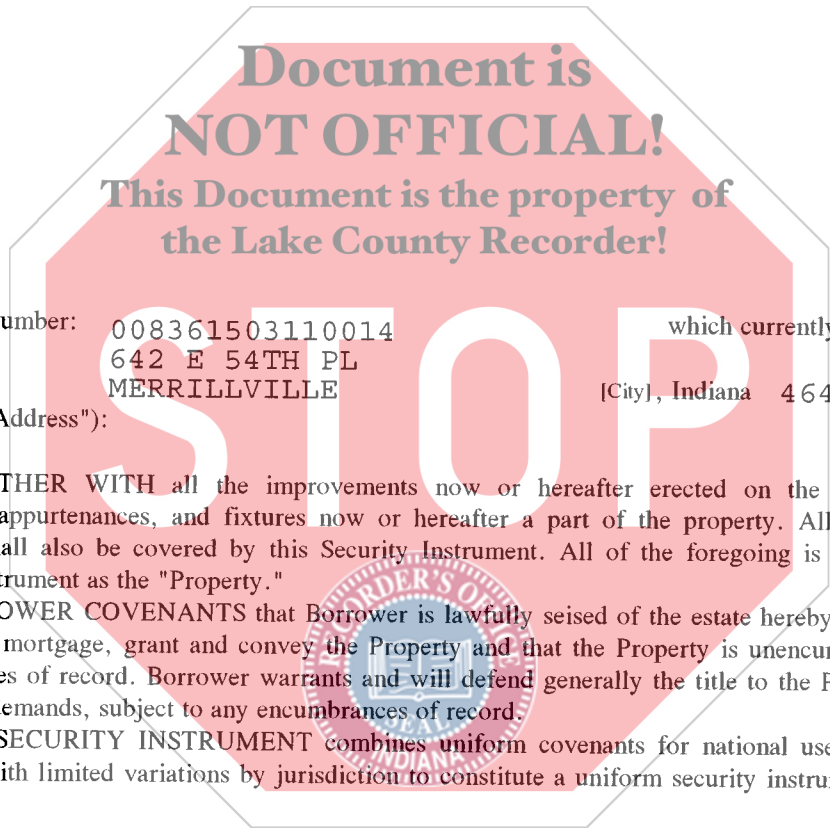 Document is
NOT OFFICIAL!
This Document is the property of
the Lake County Recorder!
STOP
umber: 008361503110014 which currently
642 E 54TH PL
MERRILLVILLE [City], Indiana 464
Address"):
THER WITH all the improvements now or hereafter erected on the
appurtenances, and fixtures now or hereafter a part of the property. All
all also be covered by this Security Instrument. All of the foregoing is
trument as the "Property."
OWER COVENANTS that Borrower is lawfully seised of the estate hereby
mortgage, grant and convey the Property and that the Property is unencum
es of record. Borrower warrants and will defend generally the title to the P
emands, subject to any encumbrances of record.
SECURITY INSTRUMENT combines uniform covenants for national use
ith limited variations by jurisdiction to constitute a uniform security instru
RECORDER'S OFFICE
SEAL
INDIANA